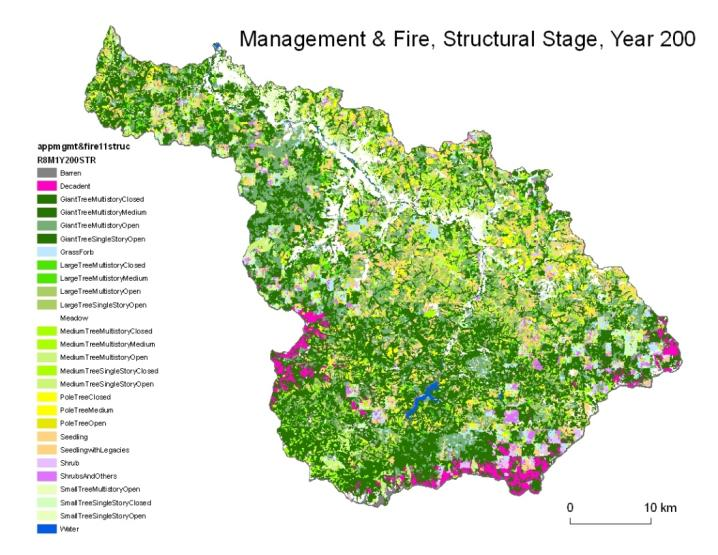 Management & Fire, Structural Stage, Year 200
appmgmt&fire11struc
R8M1Y200STR
Barren
Decadent
GiantTreeMultistoryClosed
GiantTreeMultistoryMedium
GiantTreeMultistoryOpen
GiantTreeSingleStoryOpen
GrassForb
LargeTreeMultistoryClosed
LargeTreeMultistoryMedium
LargeTreeMultistoryOpen
LargeTreeSingleStoryOpen
Meadow
MediumTreeMultistoryClosed
MediumTreeMultistoryMedium
MediumTreeMultistoryOpen
MediumTreeSingleStoryClosed
MediumTreeSingleStoryOpen
PoleTreeClosed
PoleTreeMedium
PoleTreeOpen
Seedling
SeedlingwithLegacies
Shrub
ShrubsAndOthers
SmallTreeMultistoryOpen
SmallTreeSingleStoryClosed
SmallTreeSingleStoryOpen
Water
0 10 km